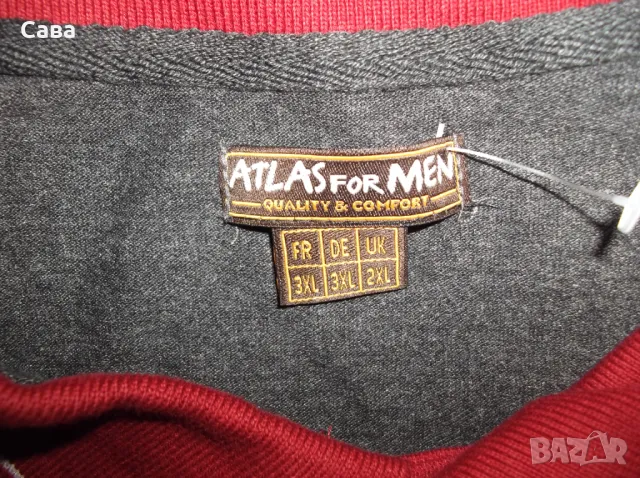 Сава
ATLAS FOR MEN
QUALITY & COMFORT
FR DE UK
3XL 3XL 2XL
BAZAR